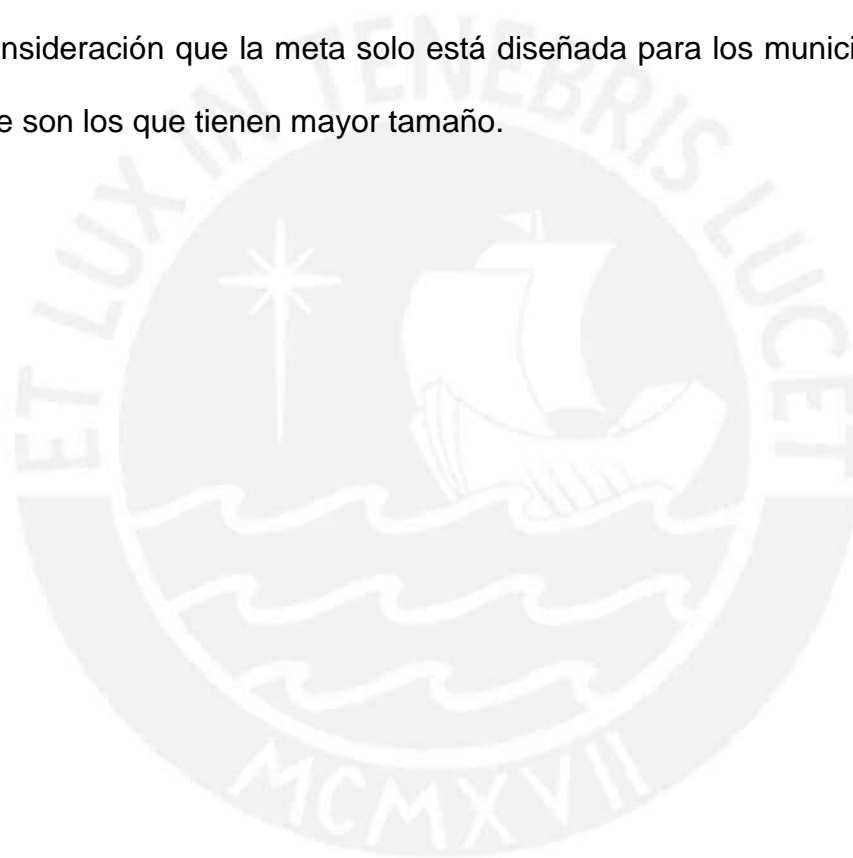 nsideración que la meta solo está diseñada para los munici
e son los que tienen mayor tamaño.
ET LUX IN TENEBRIS LUCET
MCMXVII